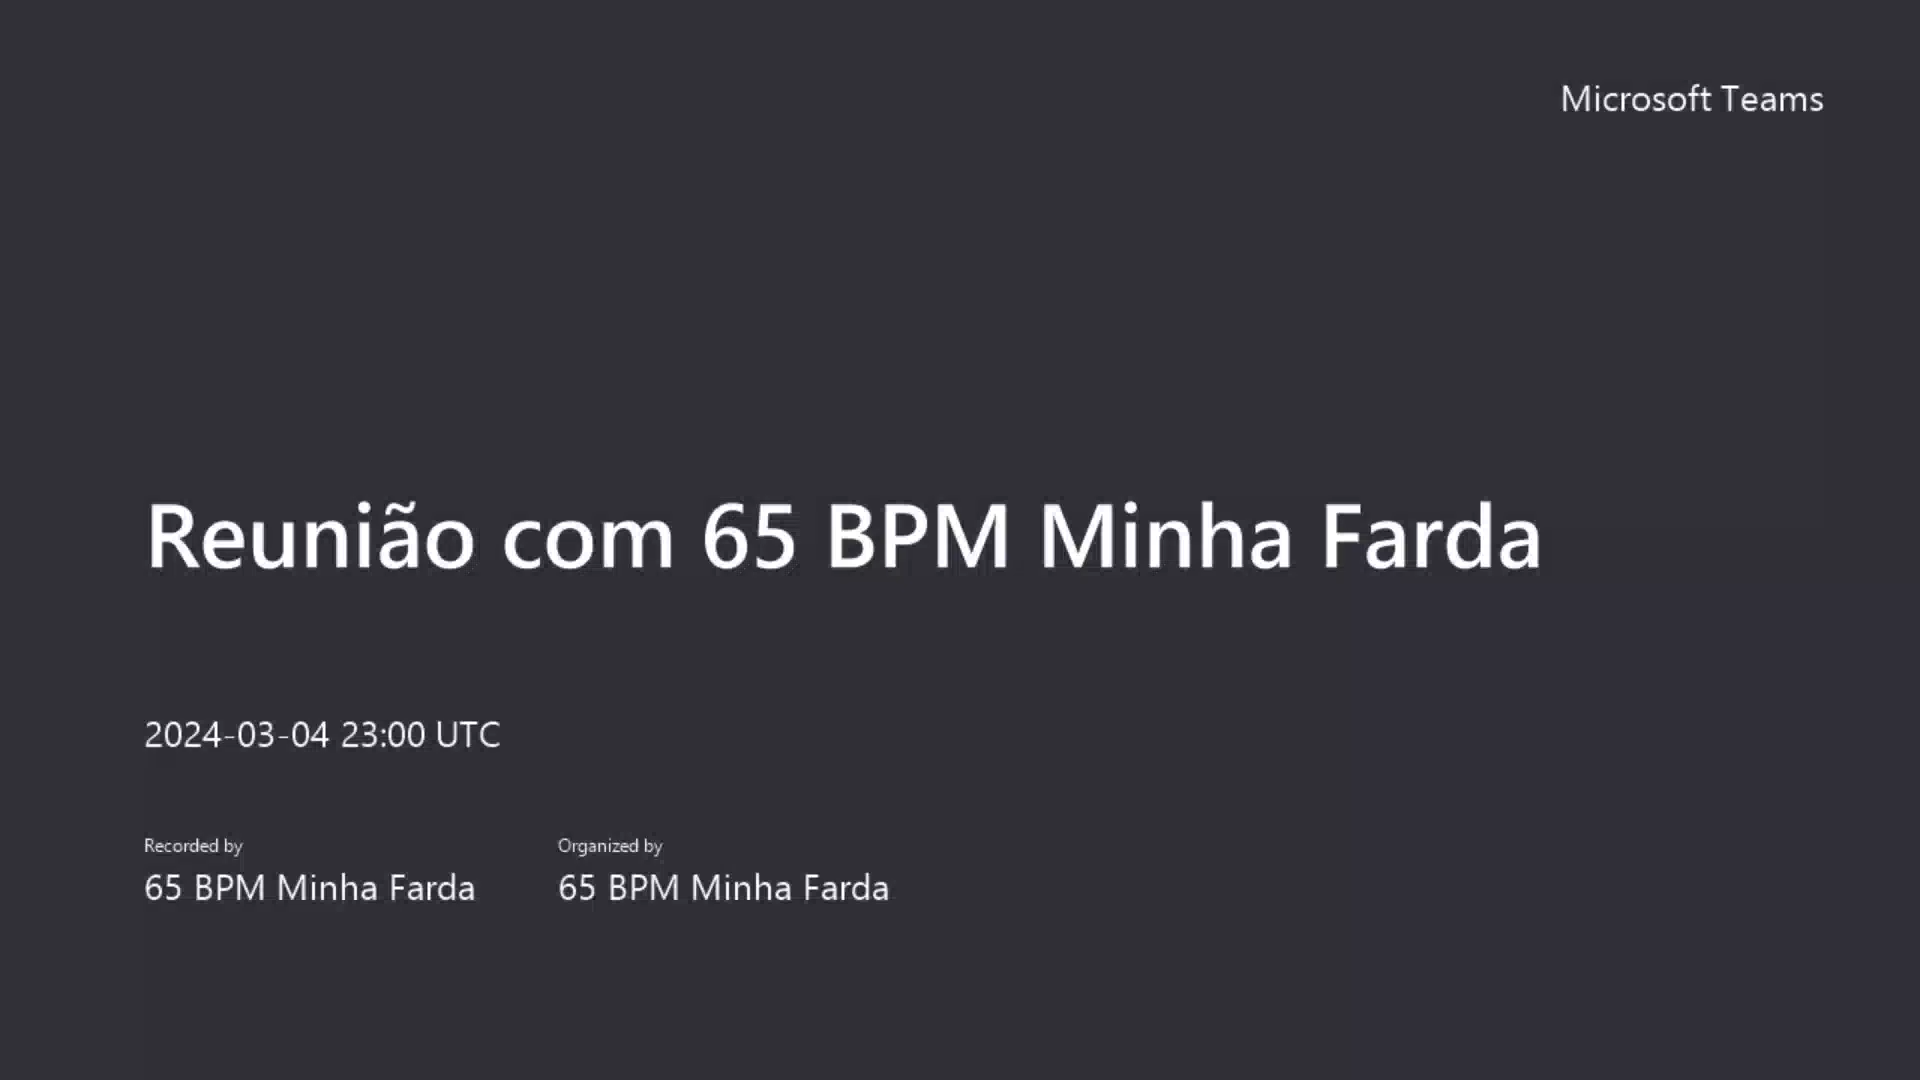 Microsoft Teams
Reunião com 65 BPM Minha Farda
2024-03-04 23:00 UTC
Recorded by
65 BPM Minha Farda
Organized by
65 BPM Minha Farda